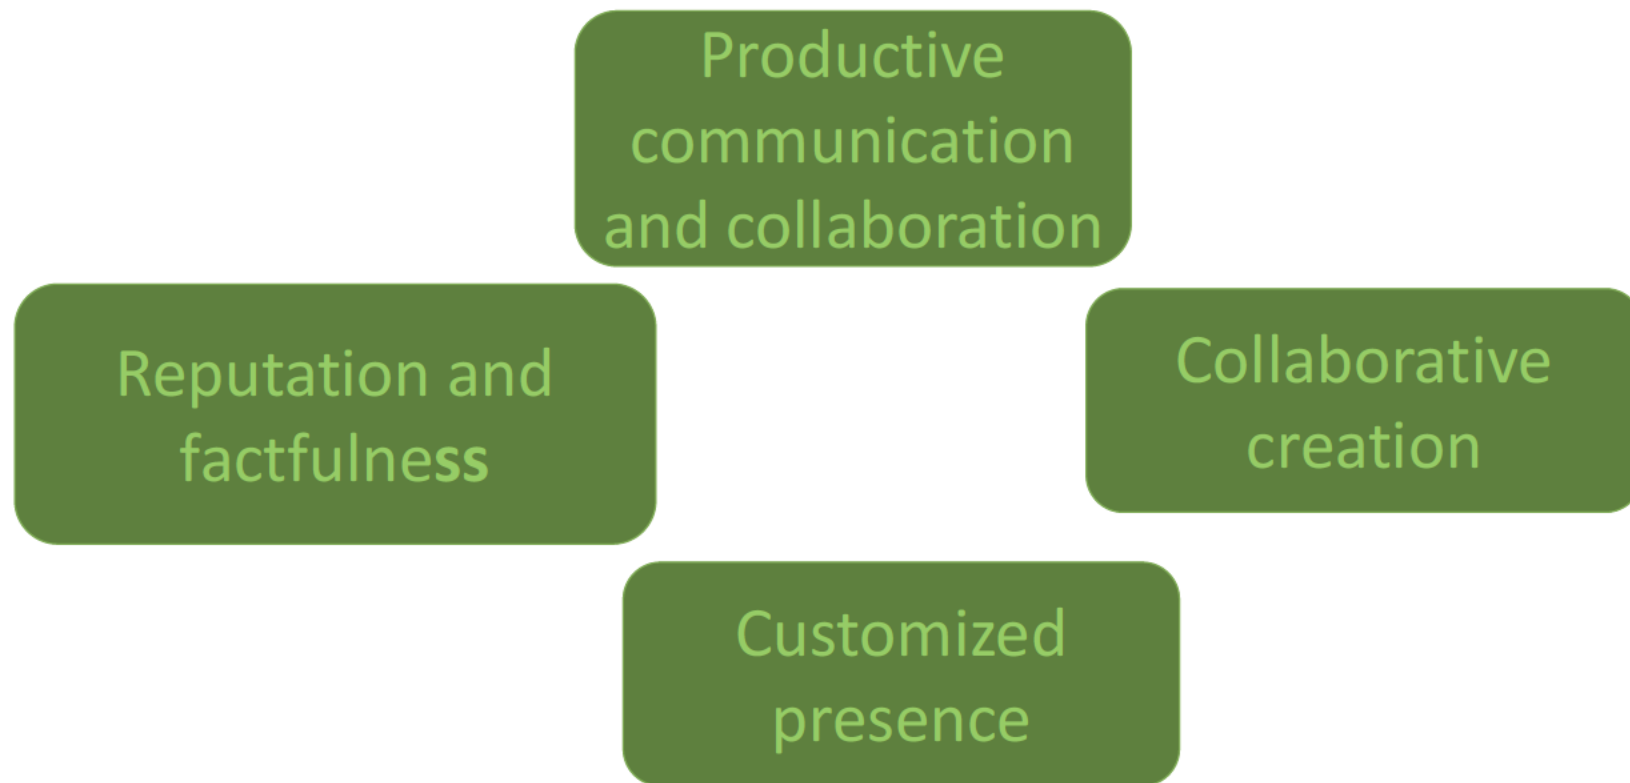 Productive
communication
and collaboration
Reputation and
factfulness
Collaborative
creation
Customized
presence